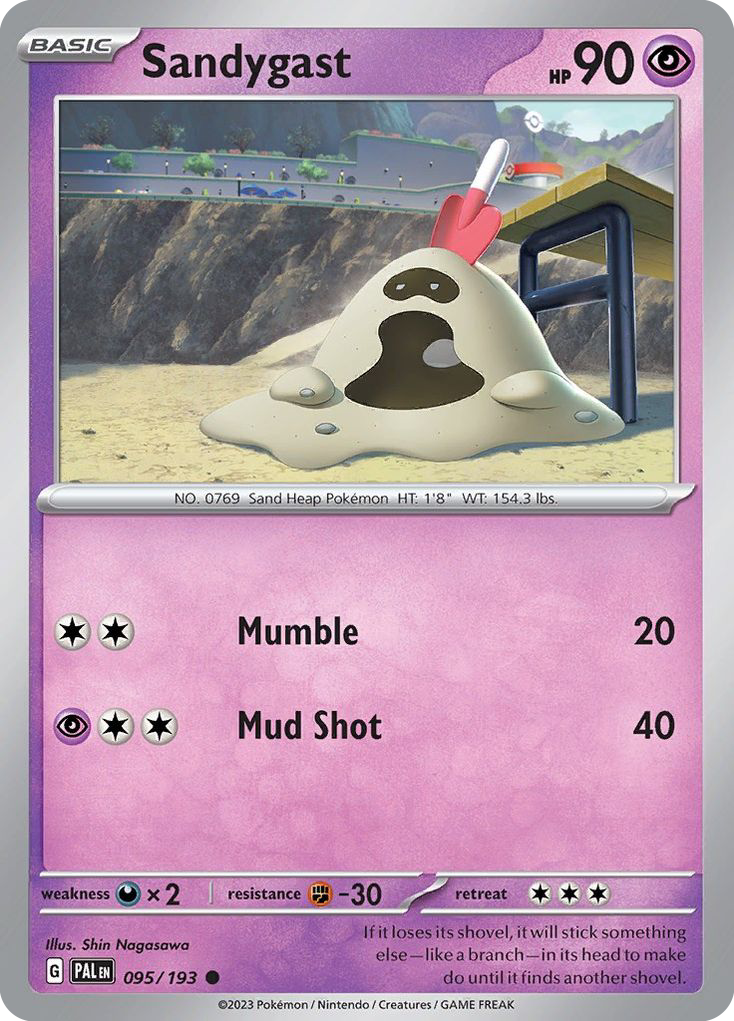 BASIC
Sandygast
HP 90
NO. 0769 Sand Heap Pokémon HT: 1'8" WT: 154.3 lbs.
Mumble 20
Mud Shot 40
weakness ×2 resistance -30 retreat
Illus. Shin Nagasawa
If it loses its shovel, it will stick something
else—like a branch—in its head to make
do until it finds another shovel.
G PAL EN 095/193
©2023 Pokémon / Nintendo / Creatures / GAME FREAK